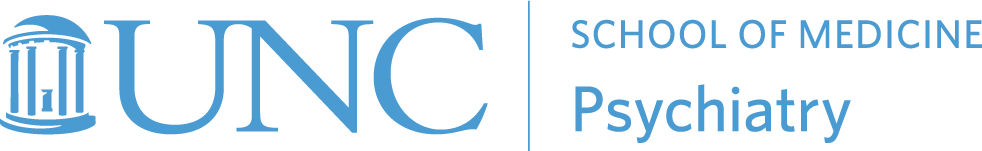 UNC
SCHOOL OF MEDICINE
Psychiatry